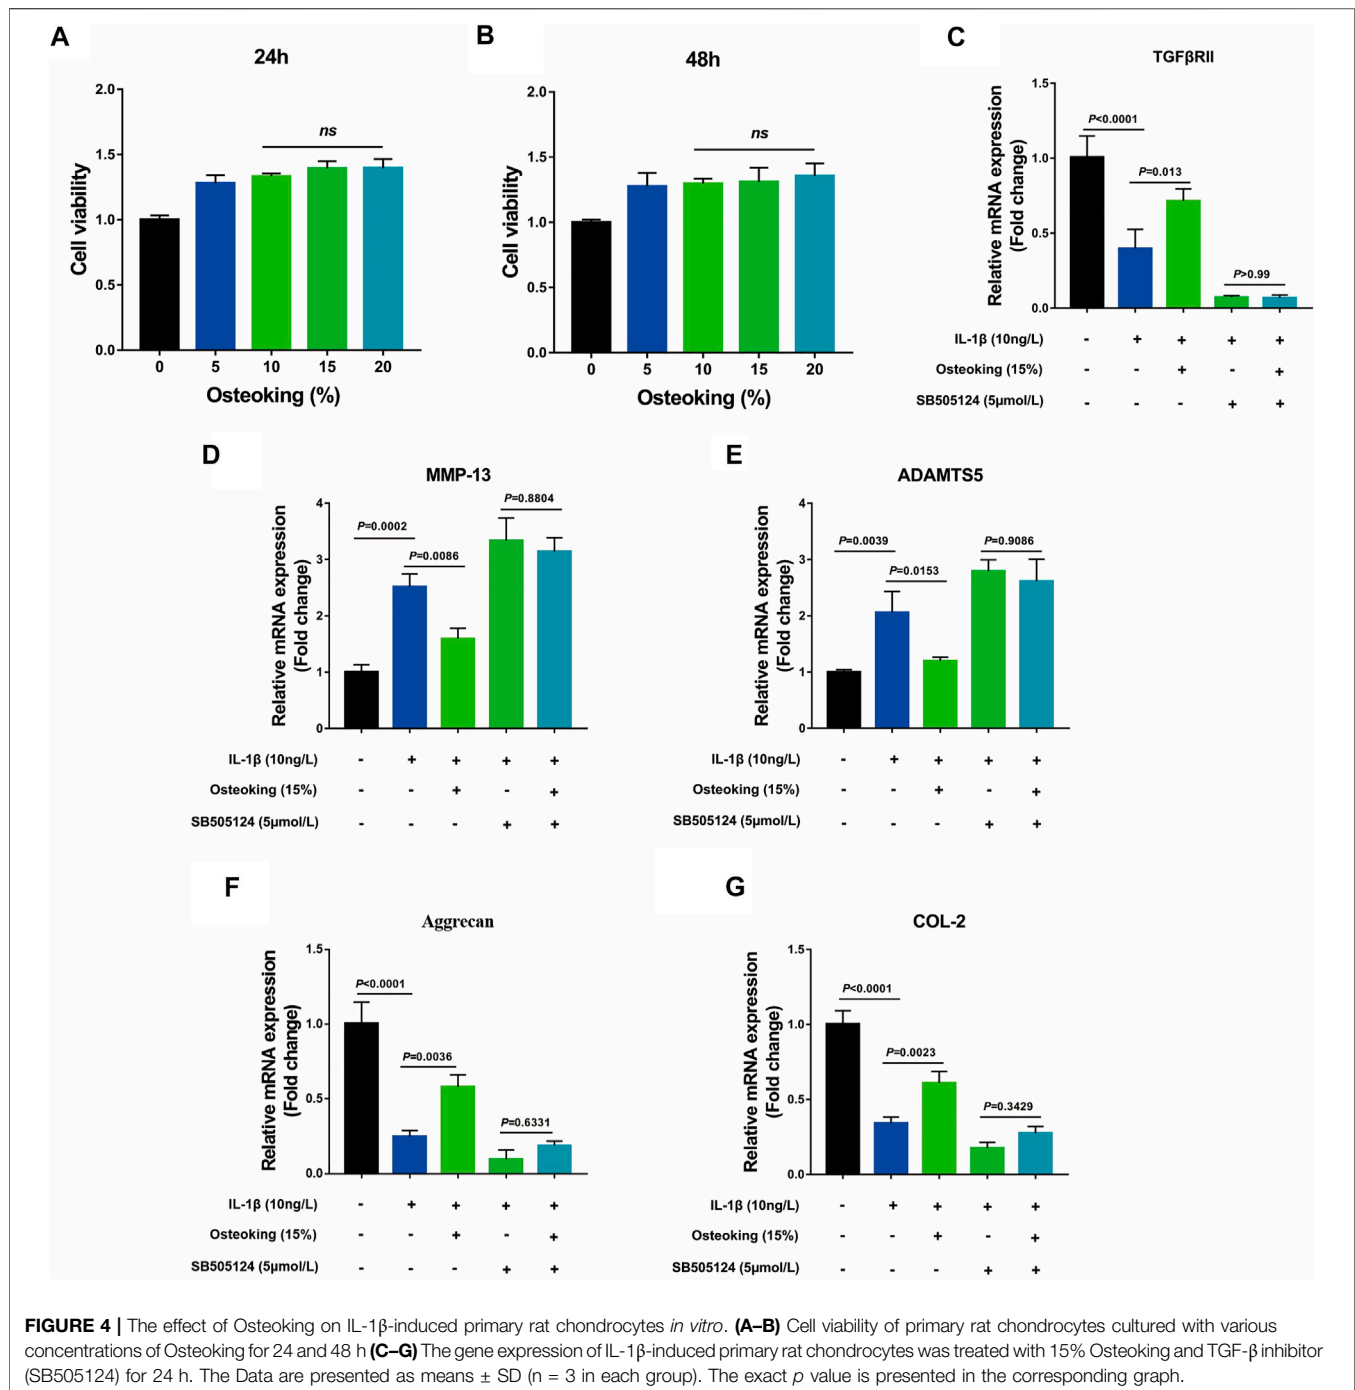 A
24h
2.0
1.5
1.0
0.5
0.0
Cell viability
ns
0 5 10 15 20
Osteoking (%)
B
48h
2.0
1.5
1.0
0.5
0.0
Cell viability
ns
0 5 10 15 20
Osteoking (%)
C
TGFβRII
1.5
1.0
0.5
0.0
Relative mRNA expression
(Fold change)
P<0.0001
P=0.013
P>0.99
IL-1β (10ng/L) - + + + +
Osteoking (15%) - - + - +
SB505124 (5μmol/L) - - - + +
D
MMP-13
4
3
2
1
0
Relative mRNA expression
(Fold change)
P=0.0002
P=0.0086
P=0.8804
IL-1β (10ng/L) - + + + +
Osteoking (15%) - - + - +
SB505124 (5μmol/L) - - - + +
E
ADAMTS5
4
3
2
1
0
Relative mRNA expression
(Fold change)
P=0.0039
P=0.0153
P=0.9086
IL-1β (10ng/L) - + + + +
Osteoking (15%) - - + - +
SB505124 (5μmol/L) - - - + +
F
Aggrecan
1.5
1.0
0.5
0.0
Relative mRNA expression
(Fold change)
P<0.0001
P=0.0036
P=0.6331
IL-1β (10ng/L) - + + + +
Osteoking (15%) - - + - +
SB505124 (5μmol/L) - - - + +
G
COL-2
1.5
1.0
0.5
0.0
Relative mRNA expression
(Fold change)
P<0.0001
P=0.0023
P=0.3429
IL-1β (10ng/L) - + + + +
Osteoking (15%) - - + - +
SB505124 (5μmol/L) - - - + +
FIGURE 4 | The effect of Osteoking on IL-1β-induced primary rat chondrocytes in vitro. (A–B) Cell viability of primary rat chondrocytes cultured with various
concentrations of Osteoking for 24 and 48 h (C–G) The gene expression of IL-1β-induced primary rat chondrocytes was treated with 15% Osteoking and TGF-β inhibitor
(SB505124) for 24 h. The Data are presented as means ± SD (n = 3 in each group). The exact p value is presented in the corresponding graph.